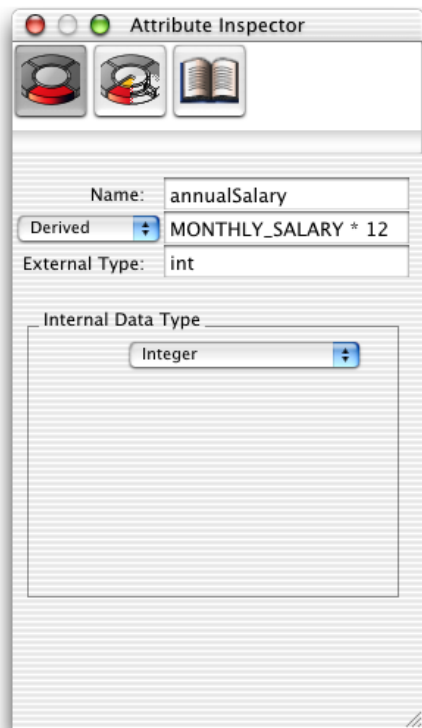 Attribute Inspector
Name: annualSalary
Derived MONTHLY_SALARY * 12
External Type: int
Internal Data Type
Integer